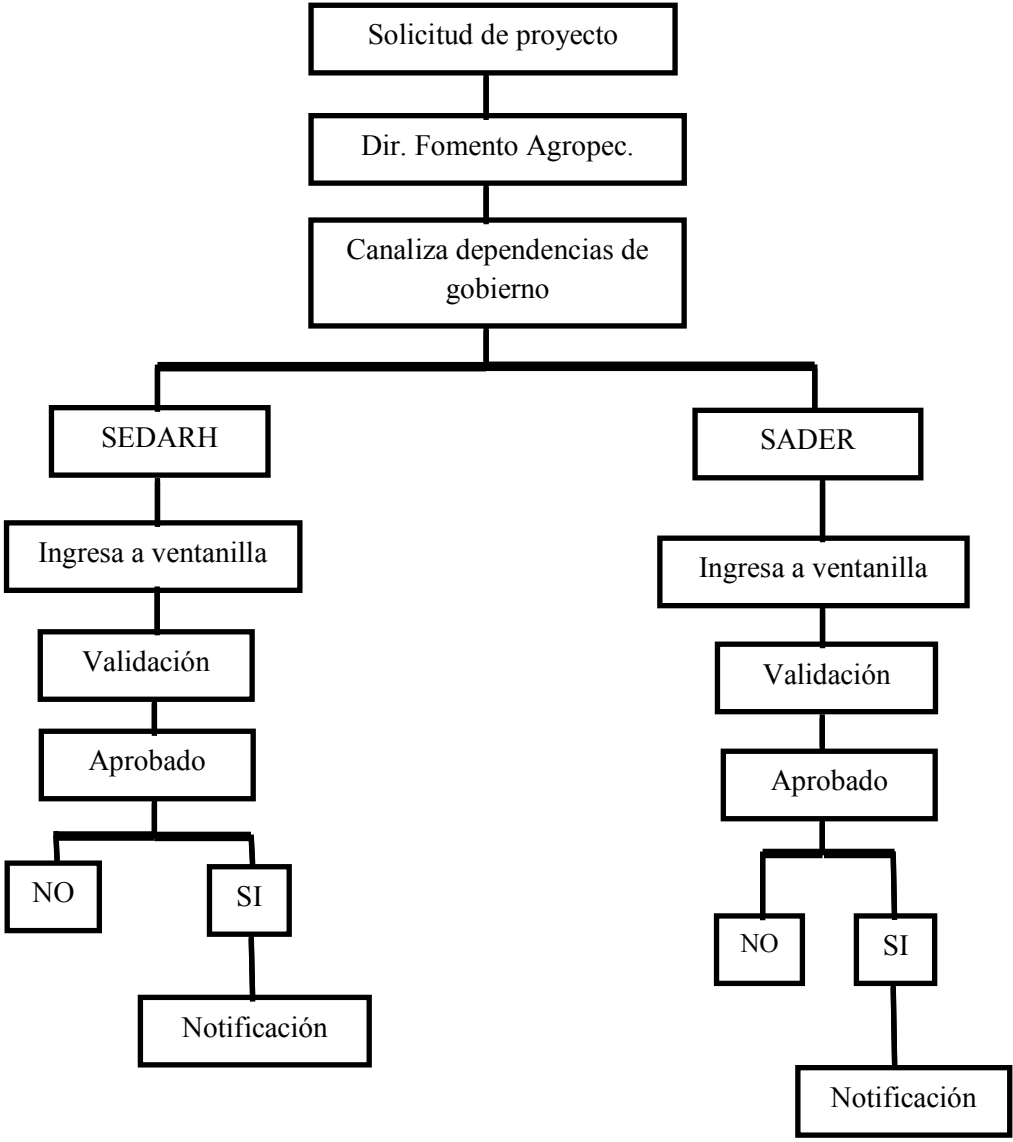 Solicitud de proyecto
Dir. Fomento Agropec.
Canaliza dependencias de
gobierno
SEDARH
Ingresa a ventanilla
Validación
Aprobado
NO
SI
Notificación
SADER
Ingresa a ventanilla
Validación
Aprobado
NO
SI
Notificación